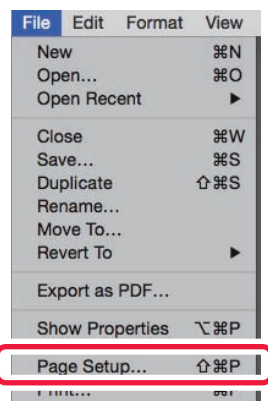 File Edit Format View
New ⌘N
Open... ⌘O
Open Recent ▶
Close ⌘W
Save... ⌘S
Duplicate ⇧⌘S
Rename...
Move To...
Revert To ▶
Export as PDF...
Show Properties ⌥⌘P
Page Setup... ⇧⌘P